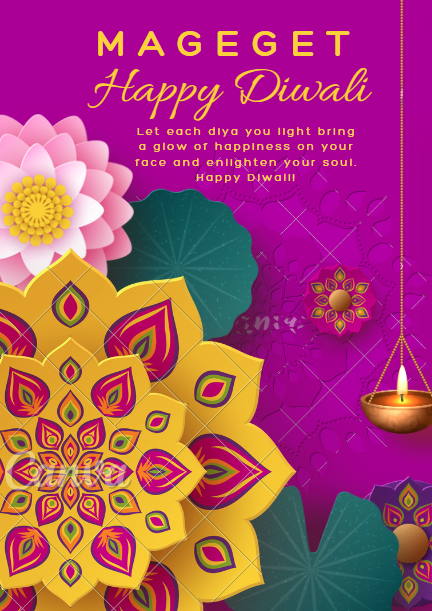 MAGEGET
Happy Diwali
Let each diya you light bring
a glow of happiness on your
face and enlighten your soul.
Happy Diwali!
Canva